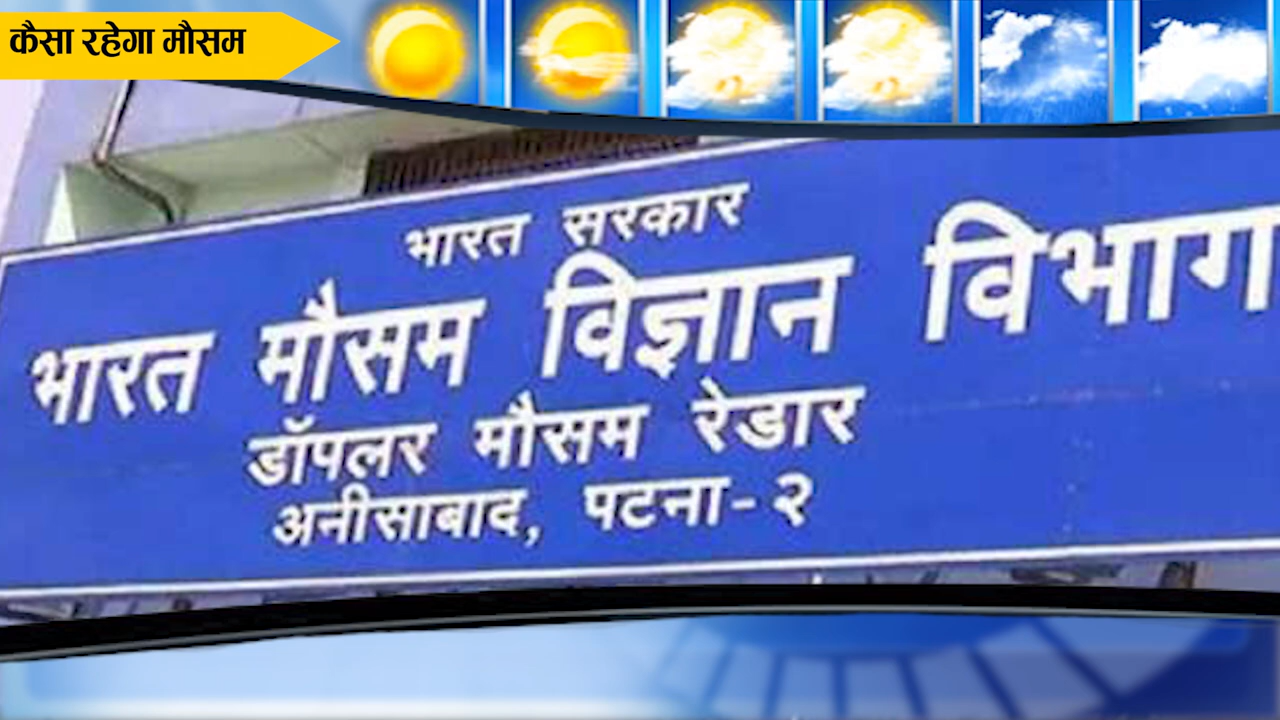 कैसा रहेगा मौसम
भारत सरकार
भारत मौसम विज्ञान विभाग
डॉपलर मौसम रेडार
अनीसाबाद, पटना-२